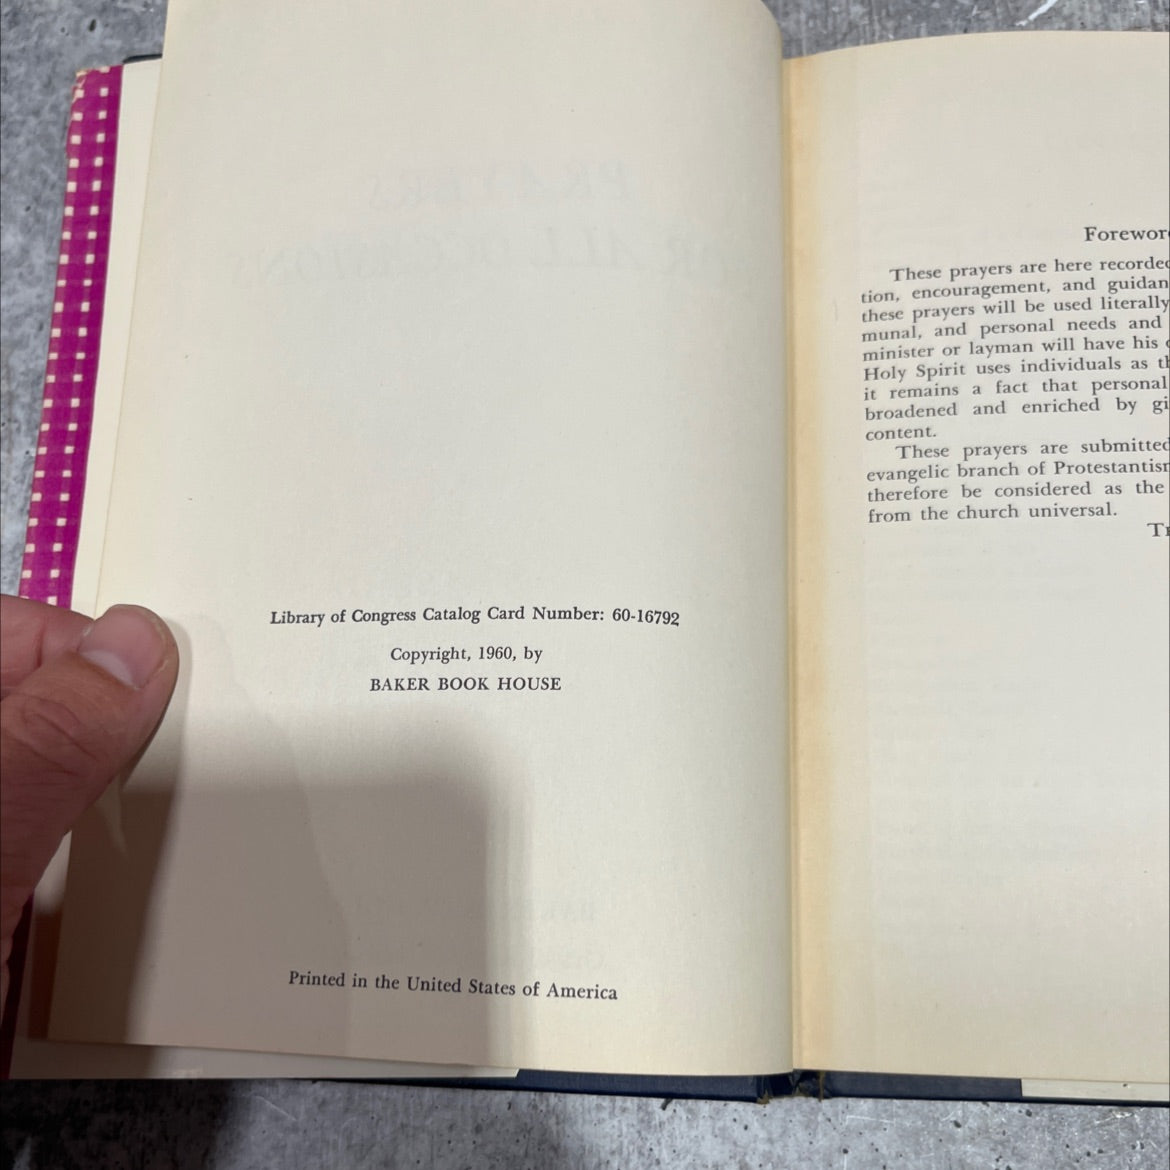 Library of Congress Catalog Card Number: 60-16792
Copyright, 1960, by
BAKER BOOK HOUSE
Printed in the United States of America
Forewor
These prayers are here recorded
tion, encouragement, and guidan
these prayers will be used literally
munal, and personal needs and
minister or layman will have his
Holy Spirit uses individuals as th
it remains a fact that personal
broadened and enriched by gi
content.
These prayers are submitted
evangelic branch of Protestantism
therefore be considered as the
from the church universal.